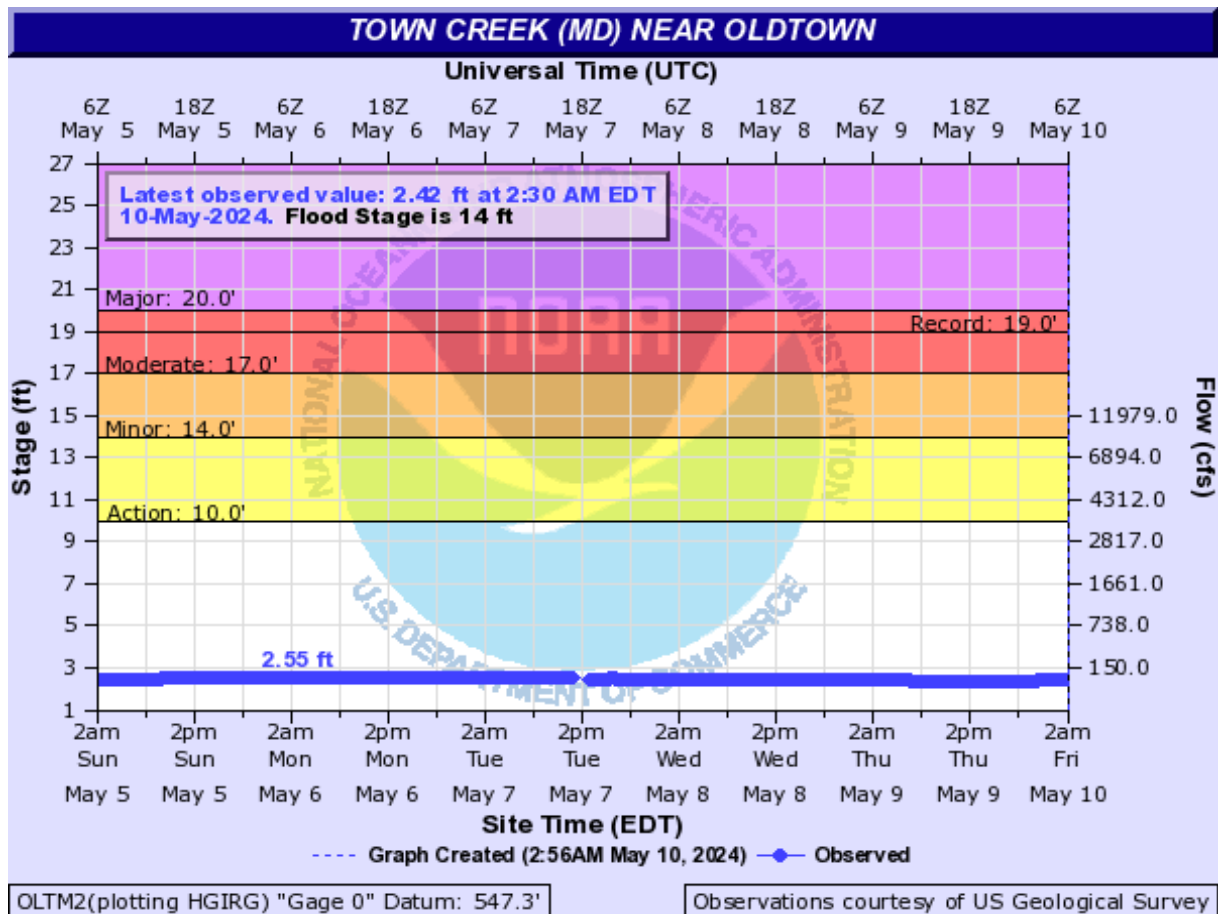 TOWN CREEK (MD) NEAR OLDTOWN
Universal Time (UTC)
6Z 18Z 6Z 18Z 6Z 18Z 6Z 18Z 6Z 18Z 6Z
May 5 May 5 May 6 May 6 May 7 May 7 May 8 May 8 May 9 May 9 May 10
27
Latest observed value: 2.42 ft at 2:30 AM EDT
10-May-2024. Flood Stage is 14 ft
25
23
21
Major: 20.0'
19
Record: 19.0'
Moderate: 17.0'
17
15
11979.0
Minor: 14.0'
13
6894.0
11
4312.0
Action: 10.0'
9
2817.0
7
1661.0
5
738.0
2.55 ft
3
150.0
1
Stage (ft)
Flow (cfs)
NATIONAL OCEANIC AND ATMOSPHERIC ADMINISTRATION
NOAA
U.S. DEPARTMENT OF COMMERCE
2am 2pm 2am 2pm 2am 2pm 2am 2pm 2am 2pm 2am
Sun Sun Mon Mon Tue Tue Wed Wed Thu Thu Fri
May 5 May 5 May 6 May 6 May 7 May 7 May 8 May 8 May 9 May 9 May 10
Site Time (EDT)
Graph Created (2:56AM May 10, 2024) Observed
OLTM2(plotting HGIRG) "Gage 0" Datum: 547.3'
Observations courtesy of US Geological Survey